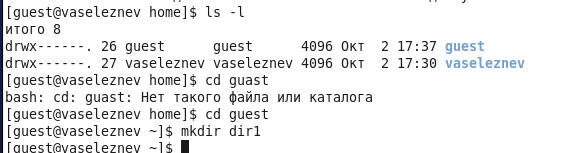 [guest@vaseleznev home]$ ls -l
итого 8
drwx------. 26 guest      guest      4096 Окт  2 17:37 guest
drwx------. 27 vaseleznev vaseleznev 4096 Окт  2 17:30 vaseleznev
[guest@vaseleznev home]$ cd guast
bash: cd: guast: Нет такого файла или каталога
[guest@vaseleznev home]$ cd guest
[guest@vaseleznev ~]$ mkdir dir1
[guest@vaseleznev ~]$